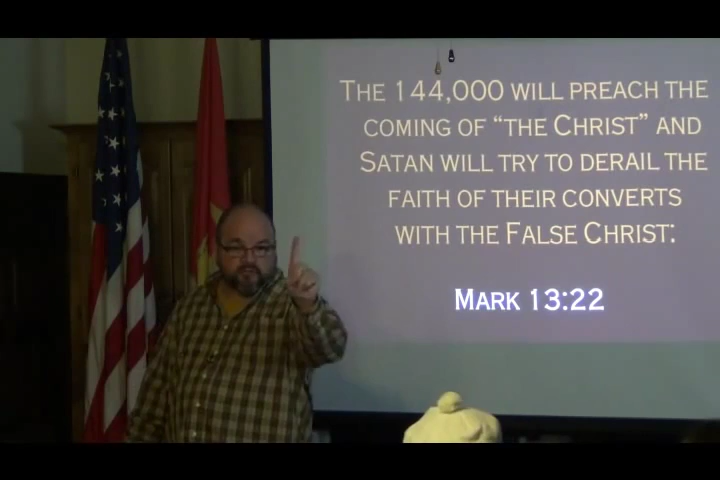 The 144,000 will preach the
coming of “the Christ” and
Satan will try to derail the
faith of their converts
with the False Christ:
Mark 13:22